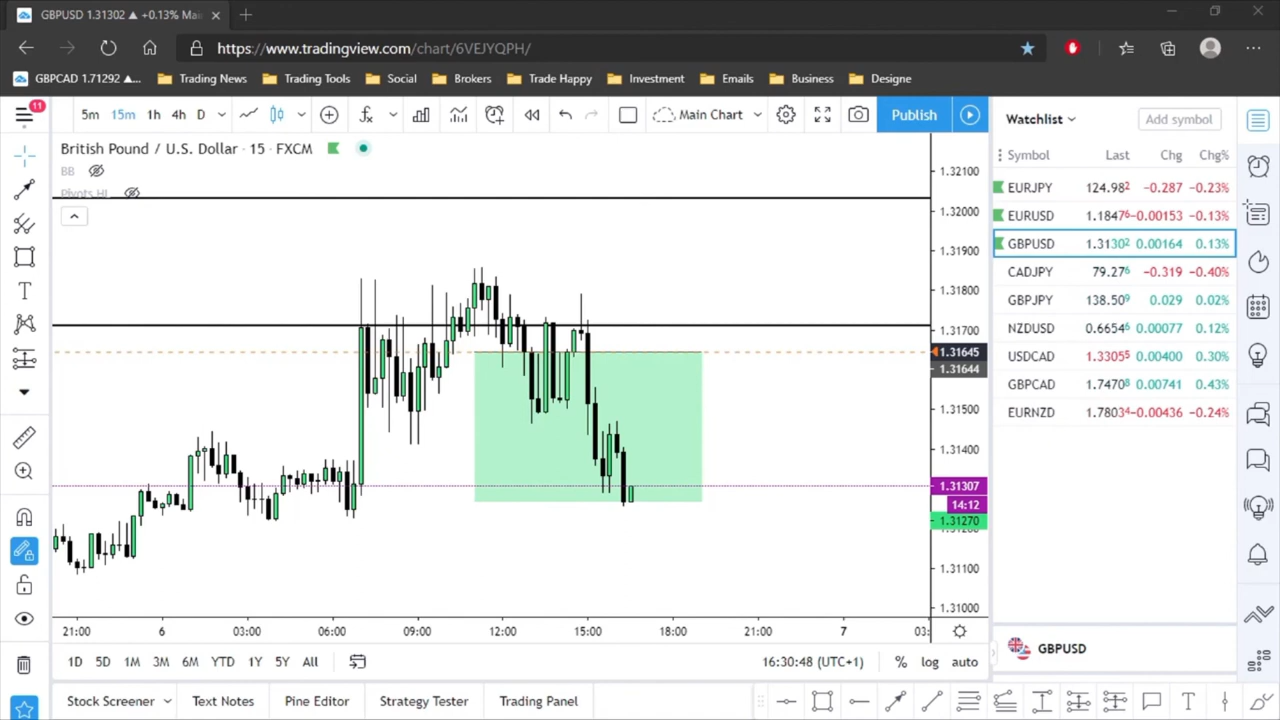 GBPUSD 1.31302 ▲ +0.13% Mai
https://www.tradingview.com/chart/6VEJYQPH/
GBPCAD 1.71292 ▲... Trading News Trading Tools Social Brokers Trade Happy Investment Emails Business Designe
11
5m 15m 1h 4h D Main Chart Publish
Watchlist Add symbol
British Pound / U.S. Dollar · 15 · FXCM
BB
Pivots HL
Symbol Last Chg Chg%
EURJPY 124.982 -0.287 -0.23%
EURUSD 1.18476 -0.00153 -0.13%
GBPUSD 1.31302 0.00164 0.13%
CADJPY 79.276 -0.319 -0.40%
GBPJPY 138.509 0.029 0.02%
NZDUSD 0.66546 0.00077 0.12%
USDCAD 1.33055 0.00400 0.30%
GBPCAD 1.74708 0.00741 0.43%
EURNZD 1.78034 -0.00436 -0.24%
1.32100
1.32000
1.31900
1.31800
1.31700
1.31645
1.31644
1.31500
1.31400
1.31307
14:12
1.31270
1.31200
1.31100
1.31000
21:00 6 03:00 06:00 09:00 12:00 15:00 18:00 21:00 7 03:
1D 5D 1M 3M 6M YTD 1Y 5Y All 16:30:48 (UTC+1) % log auto
GBPUSD
Stock Screener Text Notes Pine Editor Strategy Tester Trading Panel